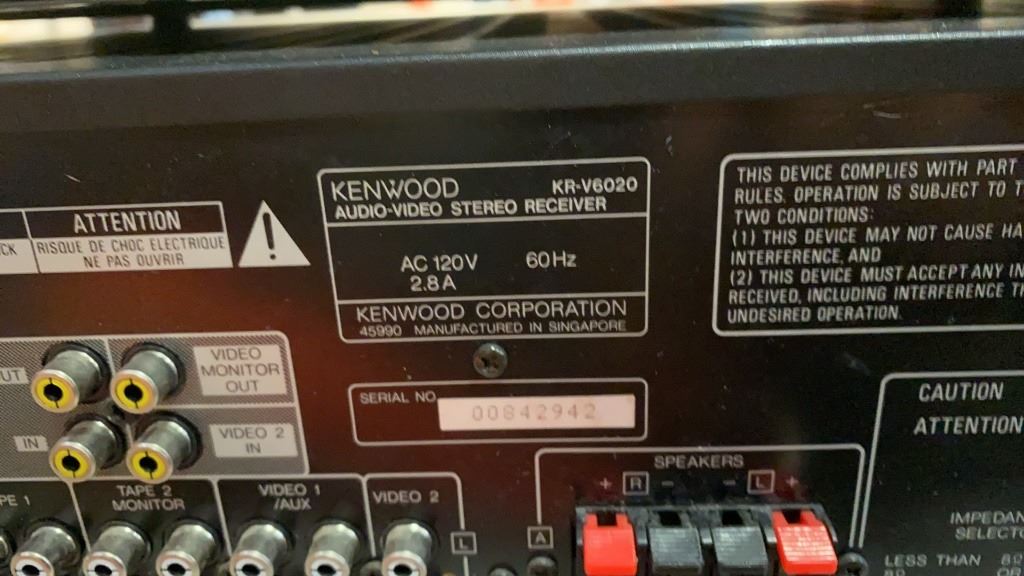 KENWOOD KR-V6020
AUDIO-VIDEO STEREO RECEIVER
AC 120V 60Hz
2.8A
KENWOOD CORPORATION
45990 MANUFACTURED IN SINGAPORE
ATTENTION
RISQUE DE CHOC ELECTRIQUE
NE PAS OUVRIR
THIS DEVICE COMPLIES WITH PART
RULES. OPERATION IS SUBJECT TO
TWO CONDITIONS:
(1) THIS DEVICE MAY NOT CAUSE
INTERFERENCE, AND
(2) THIS DEVICE MUST ACCEPT ANY
RECEIVED, INCLUDING INTERFERENCE
UNDESIRED OPERATION.
VIDEO
MONITOR
OUT
IN
VIDEO 2
IN
SERIAL NO.
00842942
CAUTION
ATTENTION
SPEAKERS
+ R - - L +
A
TAPE 2
MONITOR
VIDEO 1
/AUX
VIDEO 2
L
LESS THAN 8Ω